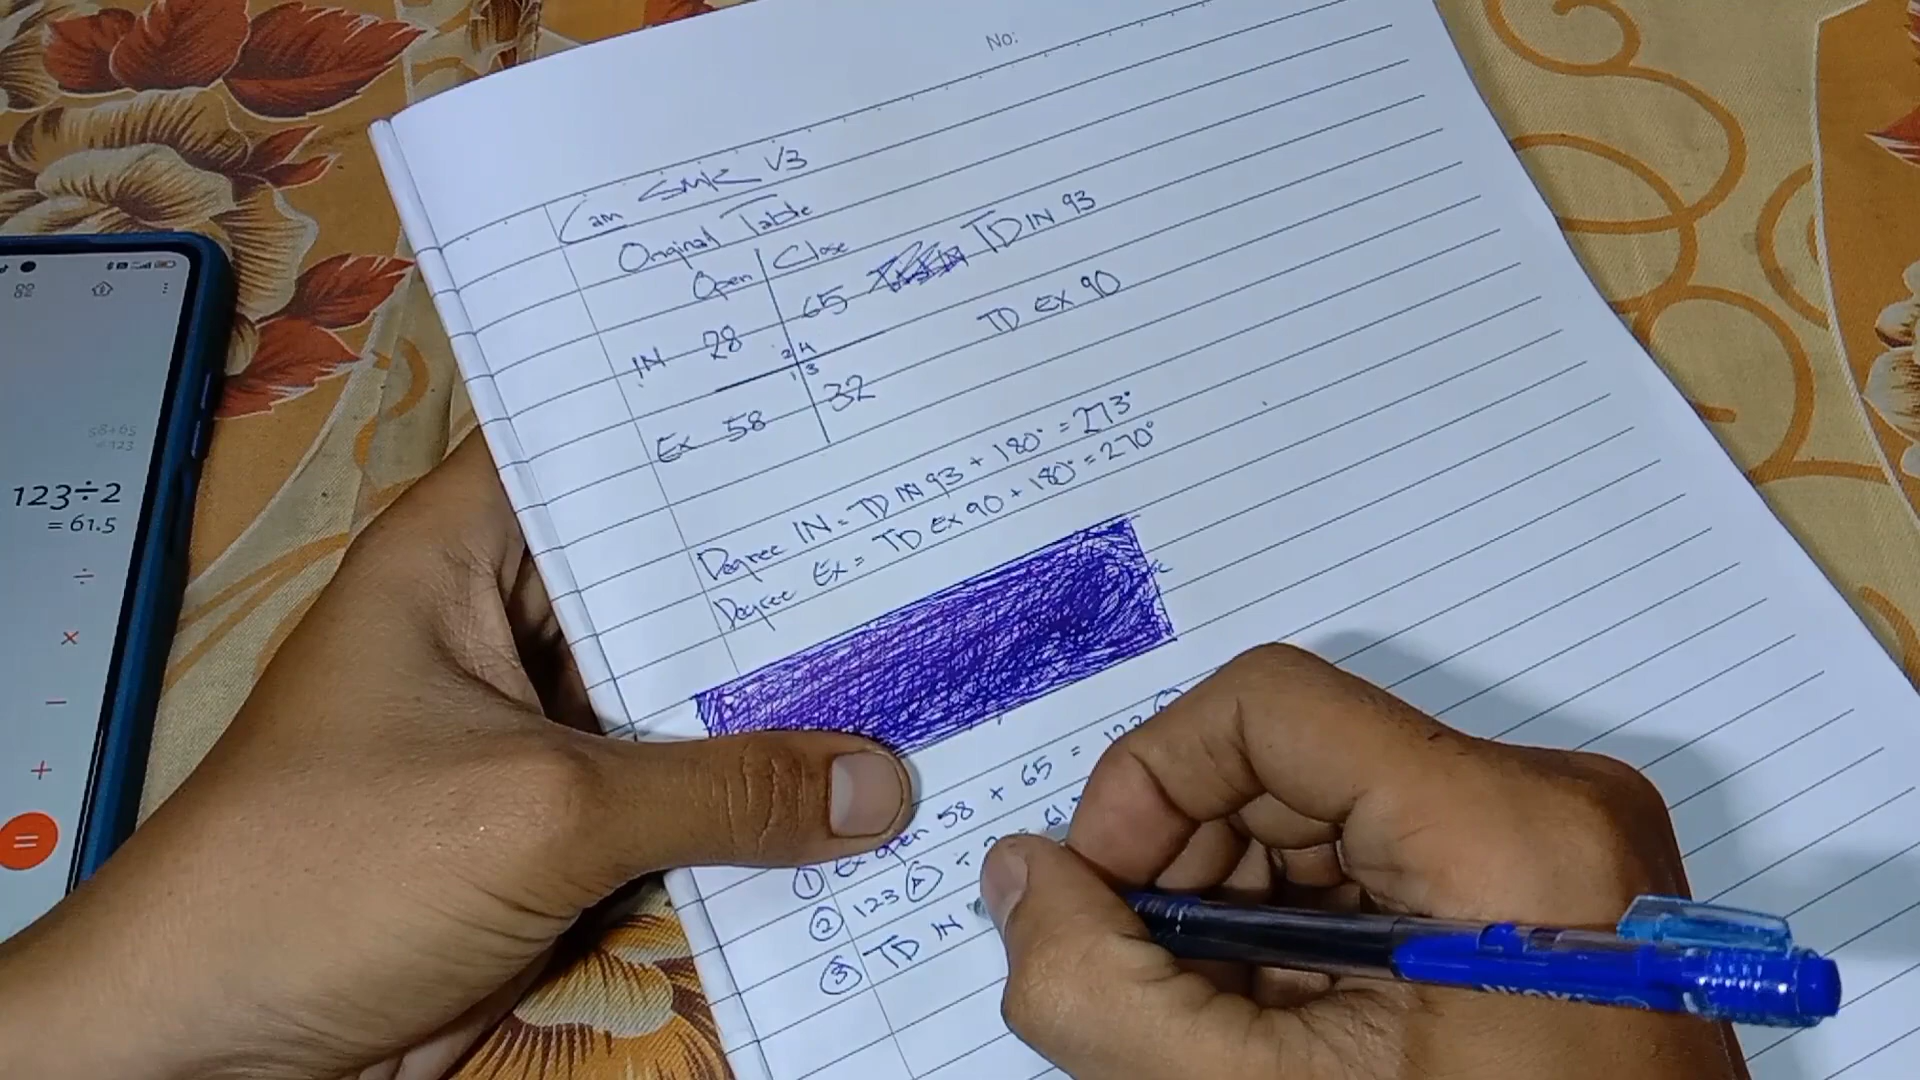 No:
Cam SMK V3
Original Table
Open Close
IN 28 65 TD IN 93
2 4
1 3
TD EX 90
Ex 58 32
Degree IN = TD IN 93 + 180° = 273°
Degree Ex = TD Ex 90 + 180° = 270°
① Ex open 58 + 65 = 123
② 123 (A) ÷ 2 = 61.
③ TD IN
58+65
=123
123÷2
= 61.5
÷
×
−
+
=